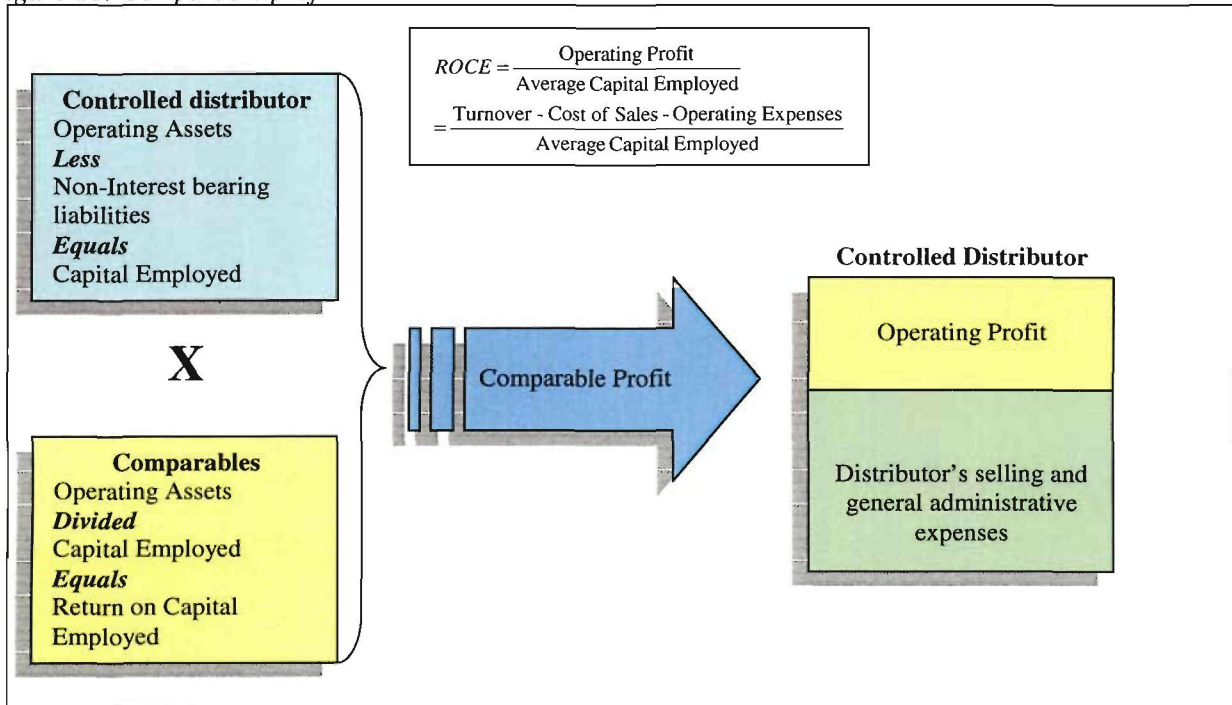 ROCE = Operating Profit / Average Capital Employed
= Turnover - Cost of Sales - Operating Expenses / Average Capital Employed
Controlled distributor
Operating Assets
Less
Non-Interest bearing
liabilities
Equals
Capital Employed
X
Comparables
Operating Assets
Divided
Capital Employed
Equals
Return on Capital
Employed
Comparable Profit
Controlled Distributor
Operating Profit
Distributor's selling and
general administrative
expenses